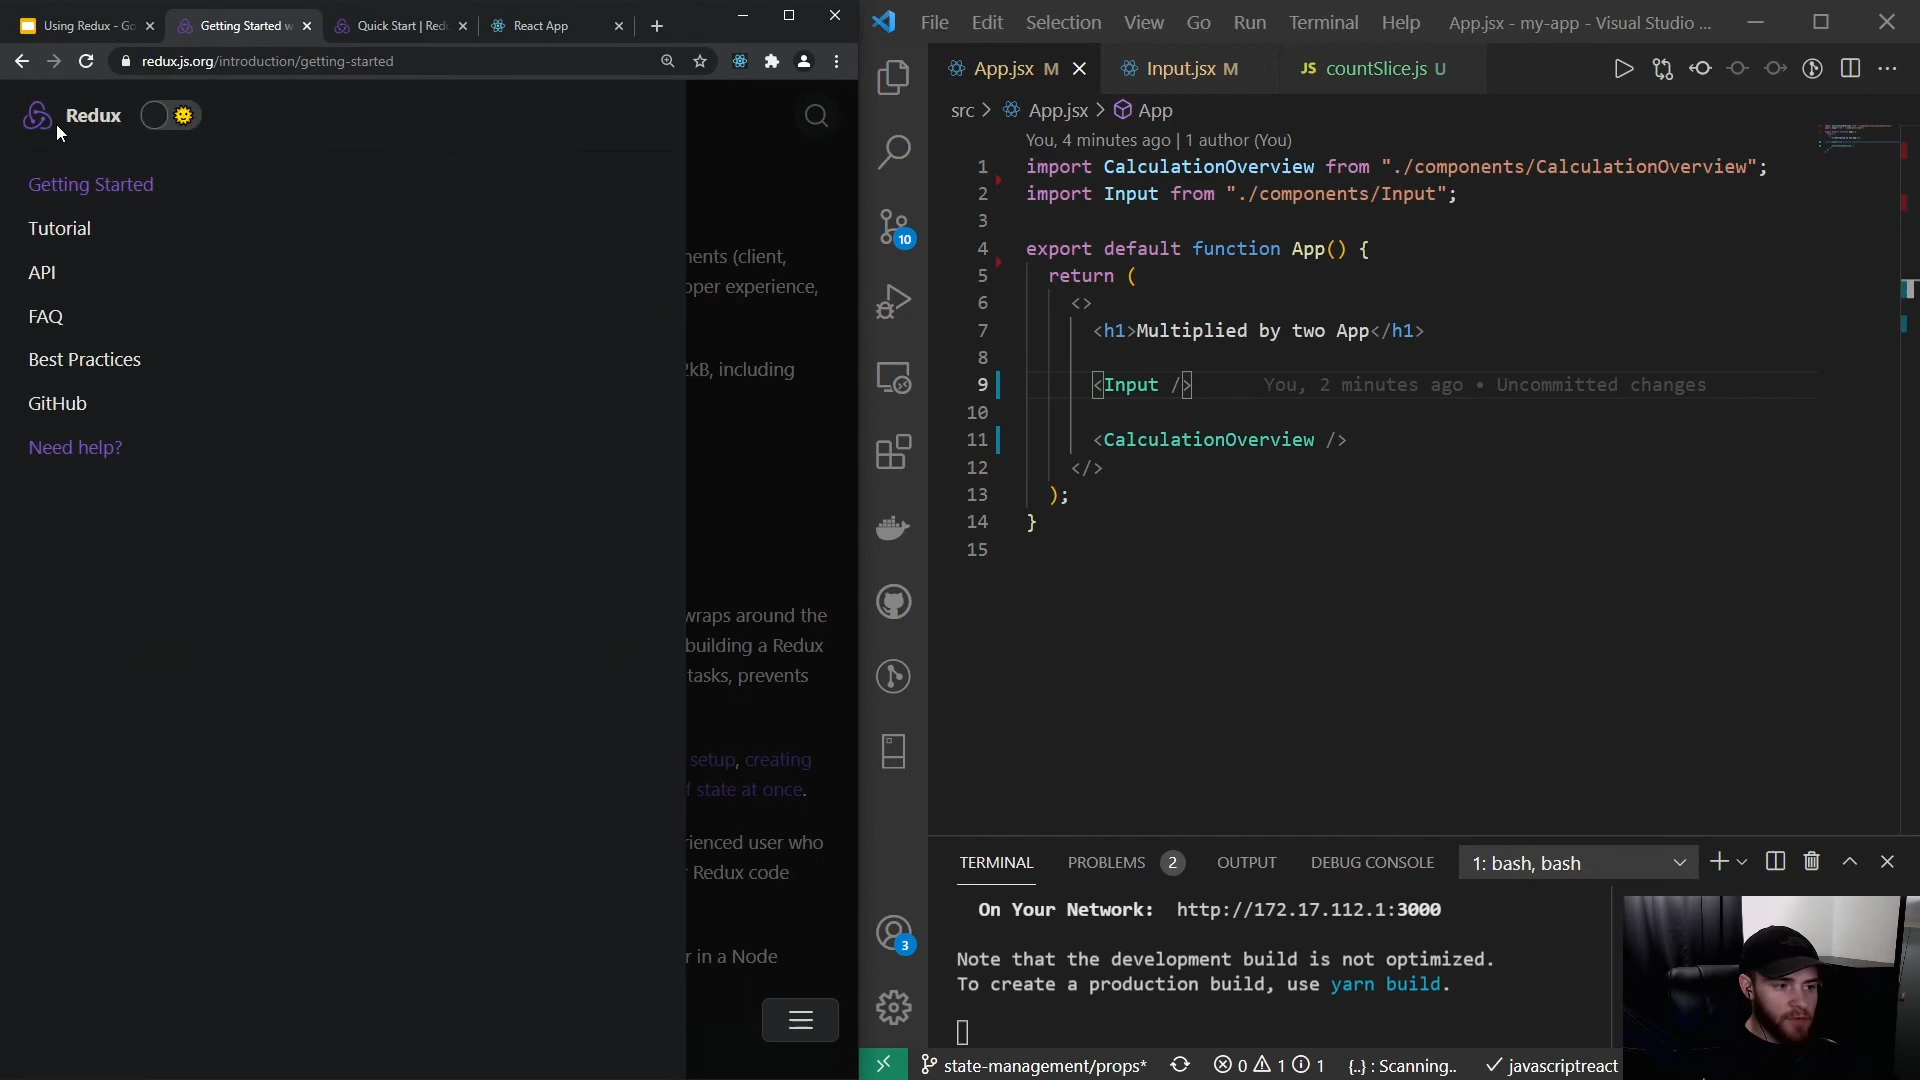 Using Redux - Go
Getting Started w
Quick Start | Redu
React App
redux.js.org/introduction/getting-started
Redux
Getting Started
Tutorial
API
FAQ
Best Practices
GitHub
Need help?
nents (client,
oper experience,
2kB, including
wraps around the
building a Redux
tasks, prevents
setup, creating
f state at once.
rienced user who
r Redux code
r in a Node
File Edit Selection View Go Run Terminal Help
App.jsx - my-app - Visual Studio ...
App.jsx M
Input.jsx M
JS countSlice.js U
src > App.jsx > App
You, 4 minutes ago | 1 author (You)
1 import CalculationOverview from "./components/CalculationOverview";
2 import Input from "./components/Input";
3
4 export default function App() {
5 return (
6 <>
7 <h1>Multiplied by two App</h1>
8
9 <Input /> You, 2 minutes ago • Uncommitted changes
10
11 <CalculationOverview />
12 </>
13 );
14 }
15
10
3
TERMINAL PROBLEMS 2 OUTPUT DEBUG CONSOLE 1: bash, bash
On Your Network: http://172.17.112.1:3000
Note that the development build is not optimized.
To create a production build, use yarn build.
state-management/props* 0 1 1 {..} : Scanning.. javascriptreact